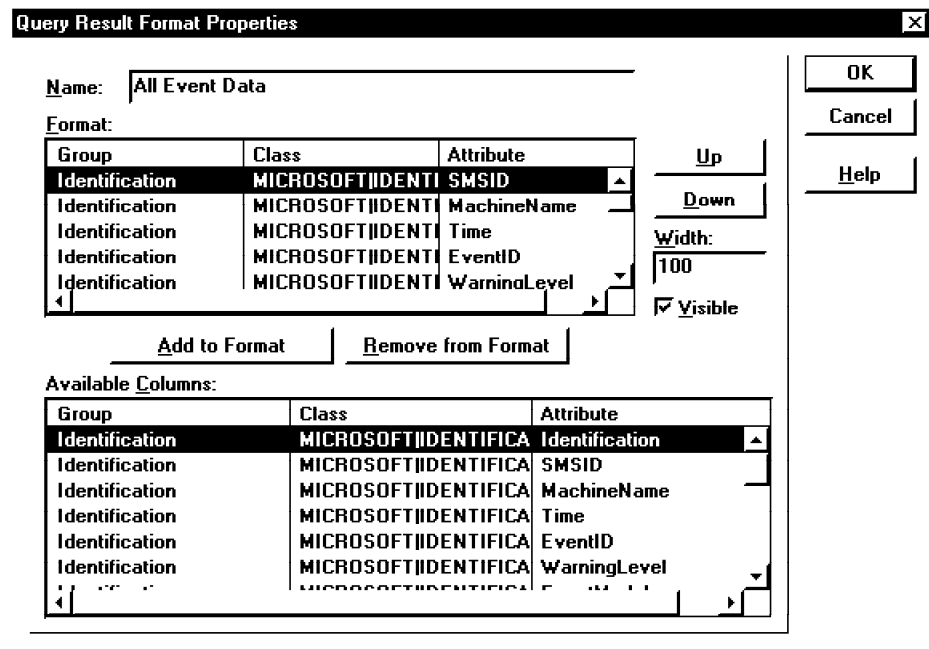 Query Result Format Properties
Name: All Event Data
Format:
Group Class Attribute
Identification MICROSOFT|IDENTI SMSID
Identification MICROSOFT|IDENTI MachineName
Identification MICROSOFT|IDENTI Time
Identification MICROSOFT|IDENTI EventID
Identification MICROSOFT|IDENTI WarningLevel
Up
Down
Width:
100
Visible
OK
Cancel
Help
Add to Format Remove from Format
Available Columns:
Group Class Attribute
Identification MICROSOFT|IDENTIFICA Identification
Identification MICROSOFT|IDENTIFICA SMSID
Identification MICROSOFT|IDENTIFICA MachineName
Identification MICROSOFT|IDENTIFICA Time
Identification MICROSOFT|IDENTIFICA EventID
Identification MICROSOFT|IDENTIFICA WarningLevel